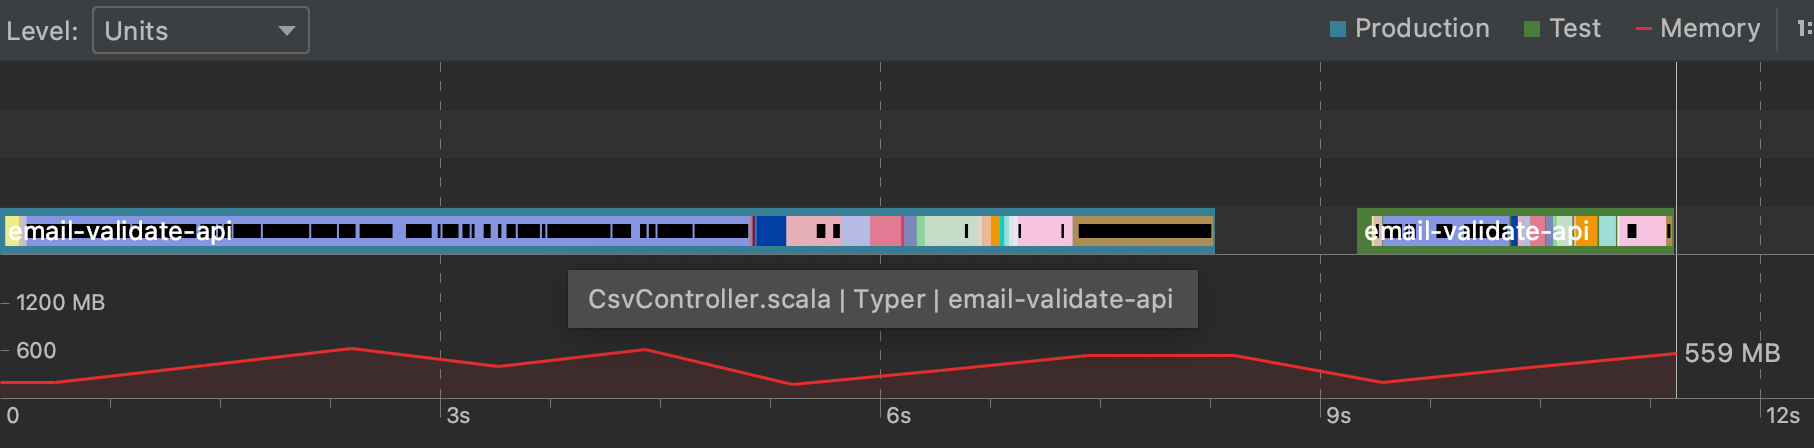 Level: Units Production Test Memory 1:
email-validate-api email-validate-api
CsvController.scala | Typer | email-validate-api
1200 MB
600 559 MB
0 3s 6s 9s 12s